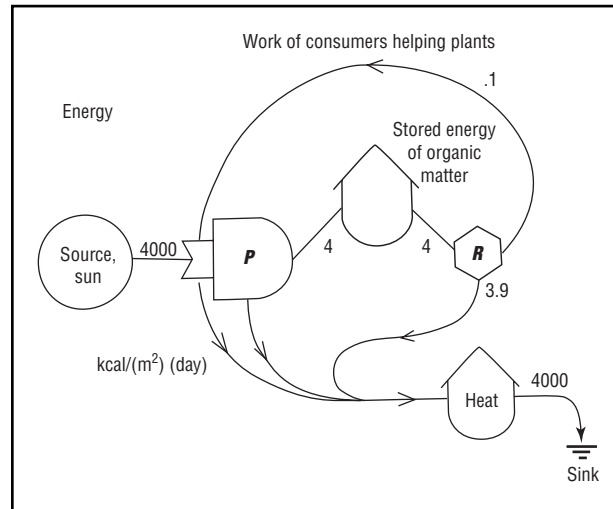 Work of consumers helping plants
.1
Energy
Stored energy
of organic
matter
Source,
sun
4000
P
4
4
R
3.9
kcal/(m²) (day)
Heat
4000
Sink